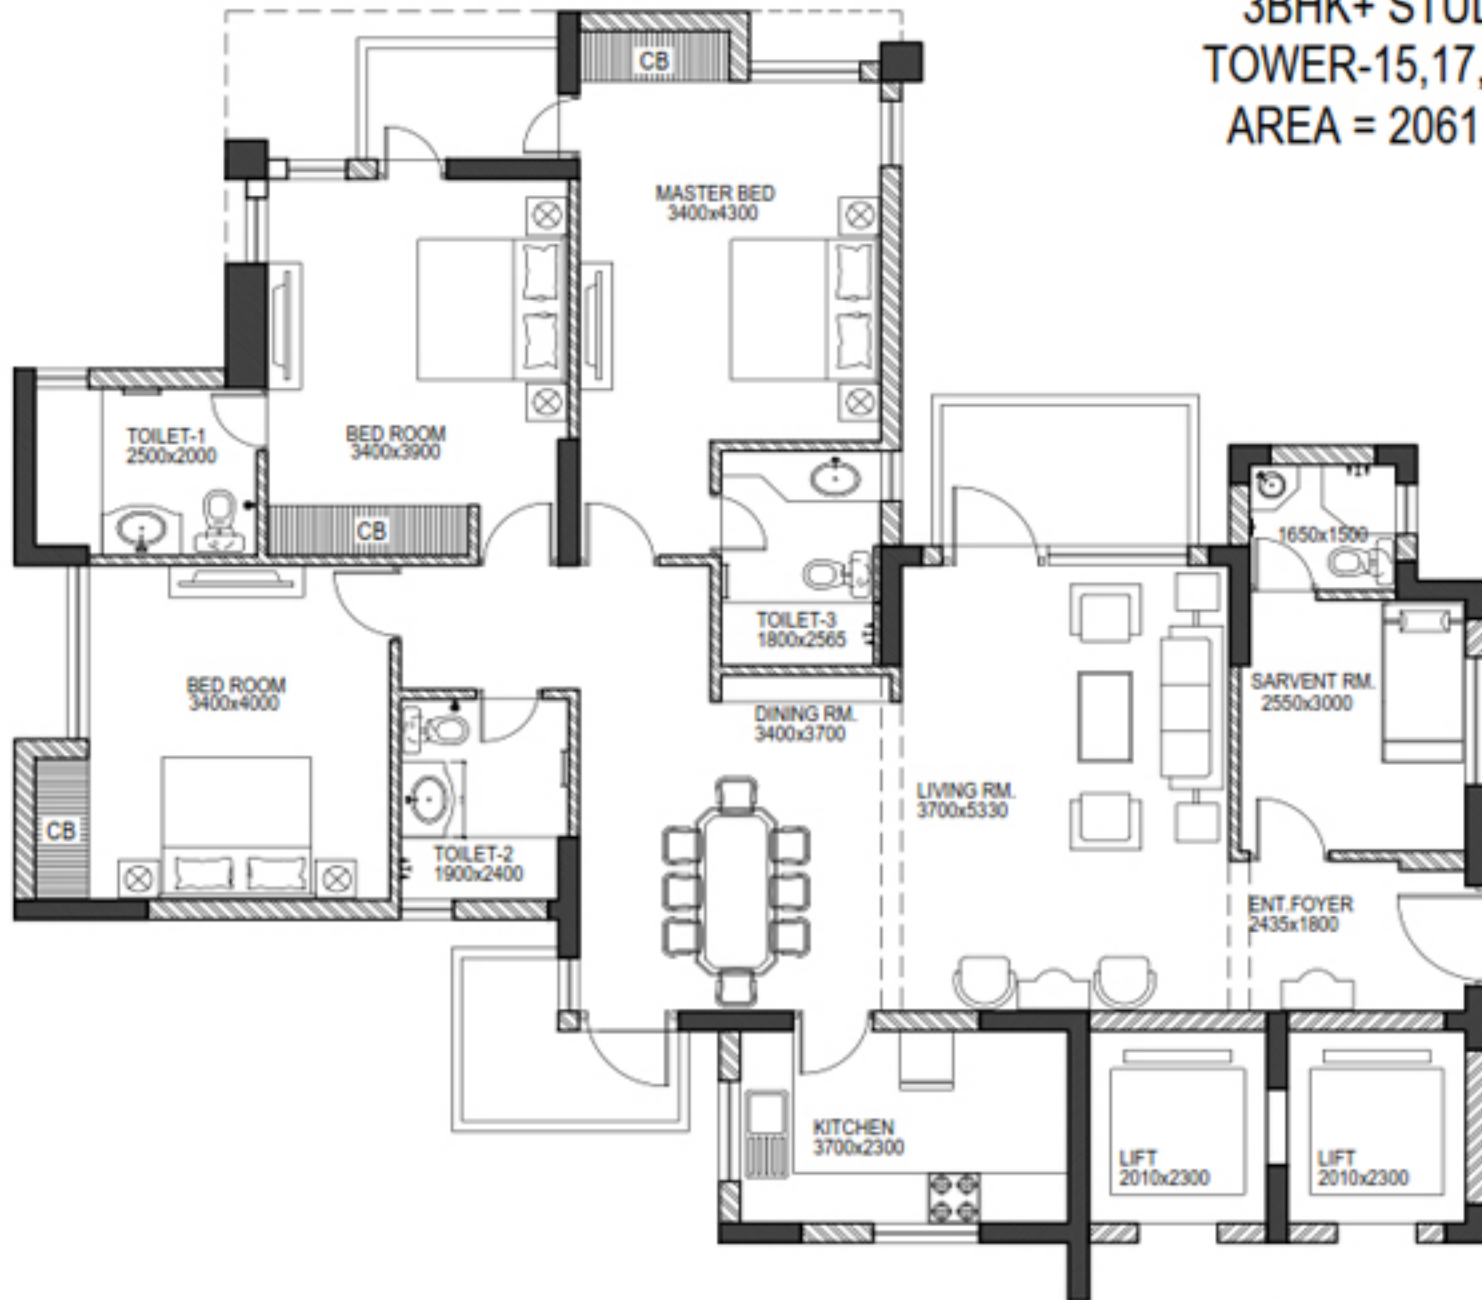 3BHK+
TOWER-15,17,
AREA = 2061
CB
MASTER BED
3400x4300
TOILET-1
2500x2000
BED ROOM
3400x3900
CB
1650x1500
TOILET-3
1800x2565
BED ROOM
3400x4000
SARVENT RM.
2550x3000
DINING RM.
3400x3700
LIVING RM.
3700x5330
CB
TOILET-2
1900x2400
ENT.FOYER
2435x1800
KITCHEN
3700x2300
LIFT
2010x2300
LIFT
2010x2300